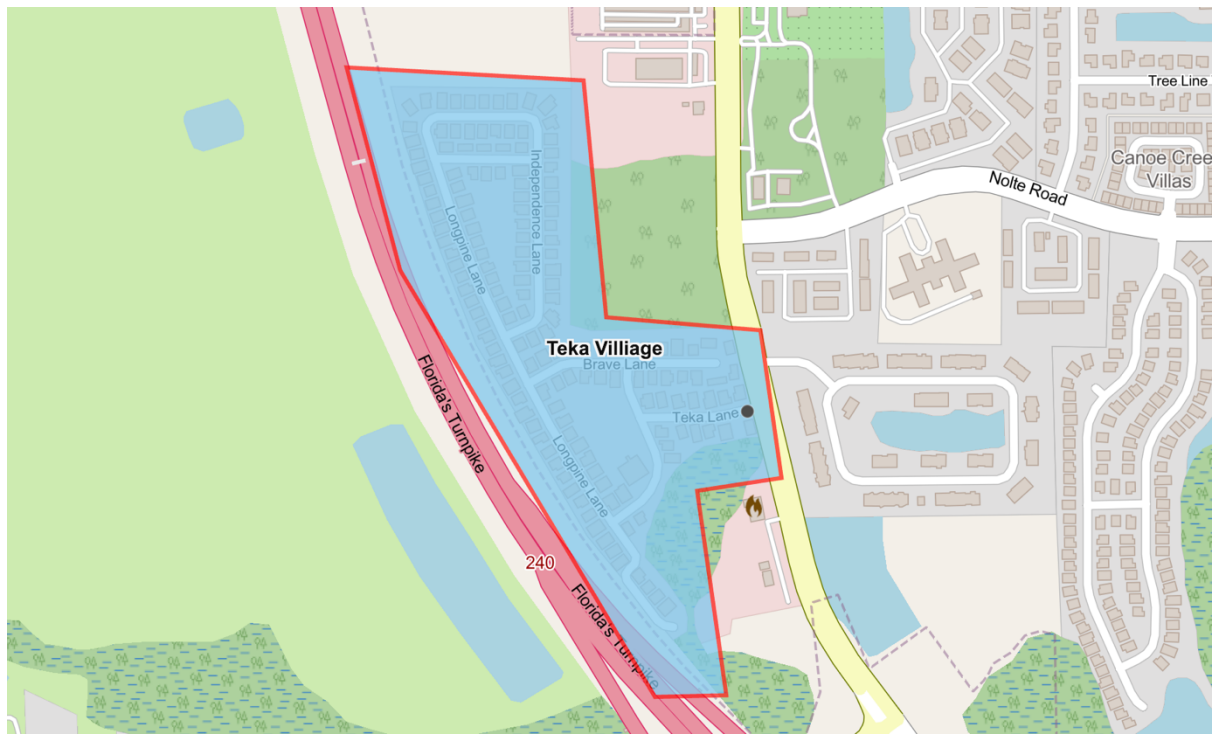 Tree Line
Canoe Cree
Villas
Nolte Road
Independence Lane
Longpine Lane
Teka Villiage
Brave Lane
Florida's Turnpike
Teka Lane
Longpine Lane
240
Florida's Turnpike